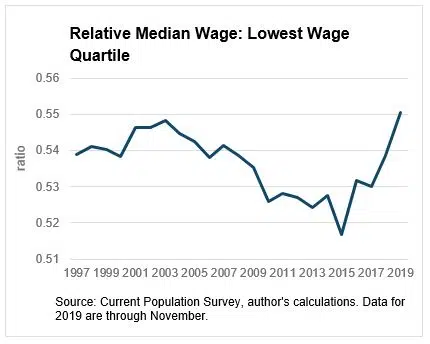 Relative Median Wage: Lowest Wage
Quartile
0.56
0.55
0.54
0.53
0.52
0.51
ratio
1997 1999 2001 2003 2005 2007 2009 2011 2013 2015 2017 2019
Source: Current Population Survey, author's calculations. Data for
2019 are through November.